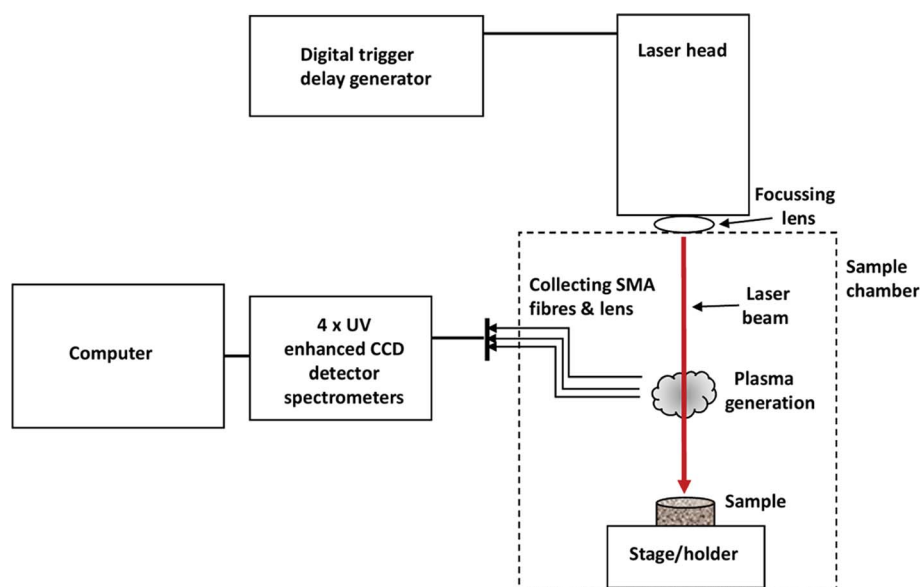 Digital trigger
delay generator
Laser head
Focussing
lens
Sample
chamber
Collecting SMA
fibres & lens
Laser
beam
Computer
4 x UV
enhanced CCD
detector
spectrometers
Plasma
generation
Sample
Stage/holder